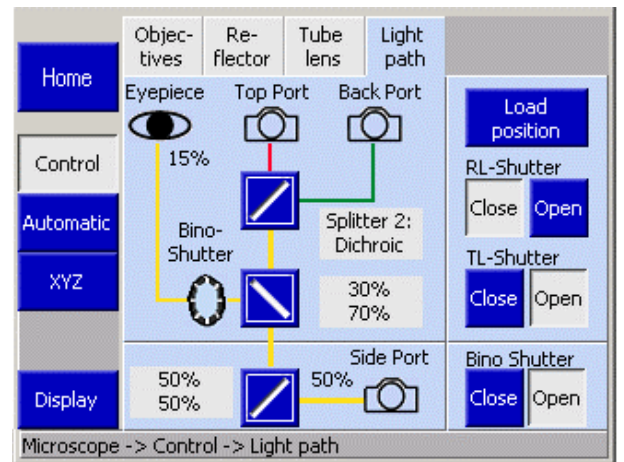 Home
Control
Automatic
XYZ
Display
Objec-
tives
Re-
flector
Tube
lens
Light
path
Eyepiece
Top Port
Back Port
15%
Bino-
Shutter
Splitter 2:
Dichroic
30%
70%
Side Port
50%
50%
50%
Load
position
RL-Shutter
Close
Open
TL-Shutter
Close
Open
Bino Shutter
Close
Open
Microscope -> Control -> Light path